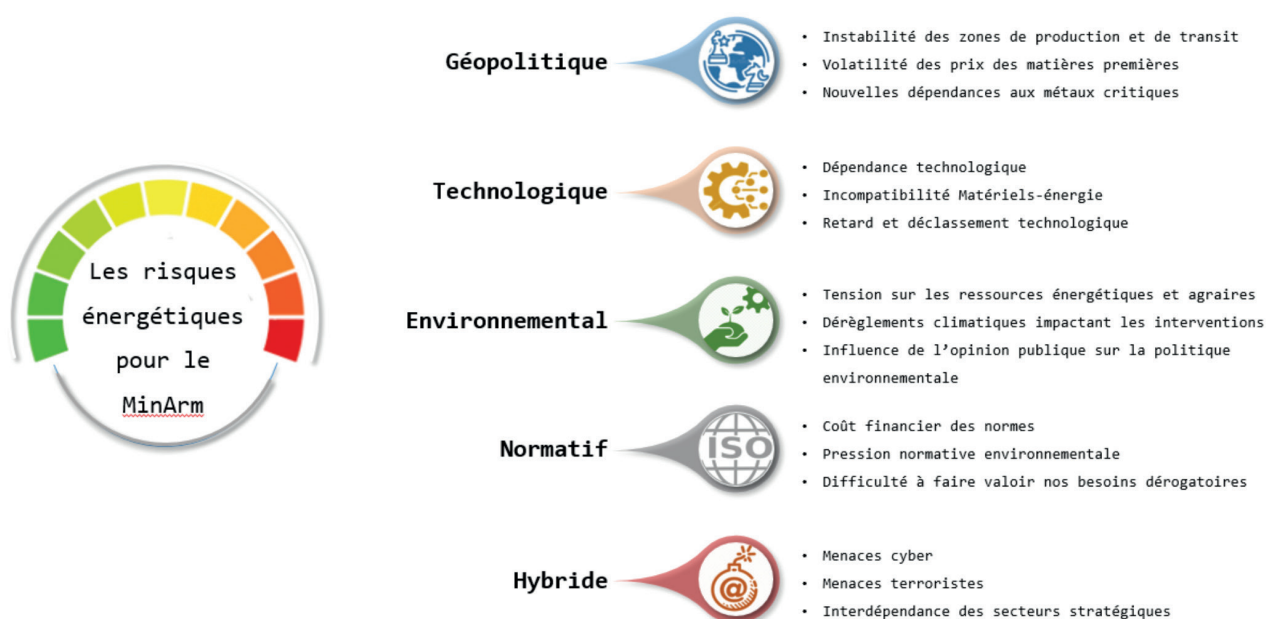 Les risques
énergétiques
pour le
MinArm
Géopolitique
• Instabilité des zones de production et de transit
• Volatilité des prix des matières premières
• Nouvelles dépendances aux métaux critiques
Technologique
• Dépendance technologique
• Incompatibilité Matériels-énergie
• Retard et déclassement technologique
Environnemental
• Tension sur les ressources énergétiques et agraires
• Dérèglements climatiques impactant les interventions
• Influence de l’opinion publique sur la politique
environnementale
Normatif
ISO
• Coût financier des normes
• Pression normative environnementale
• Difficulté à faire valoir nos besoins dérogatoires
Hybride
@
• Menaces cyber
• Menaces terroristes
• Interdépendance des secteurs stratégiques